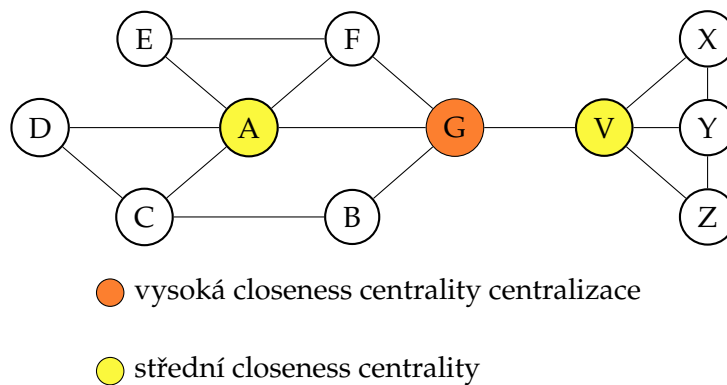 E F X
D A G V Y
C B Z
vysoká closeness centrality centralizace
střední closeness centrality